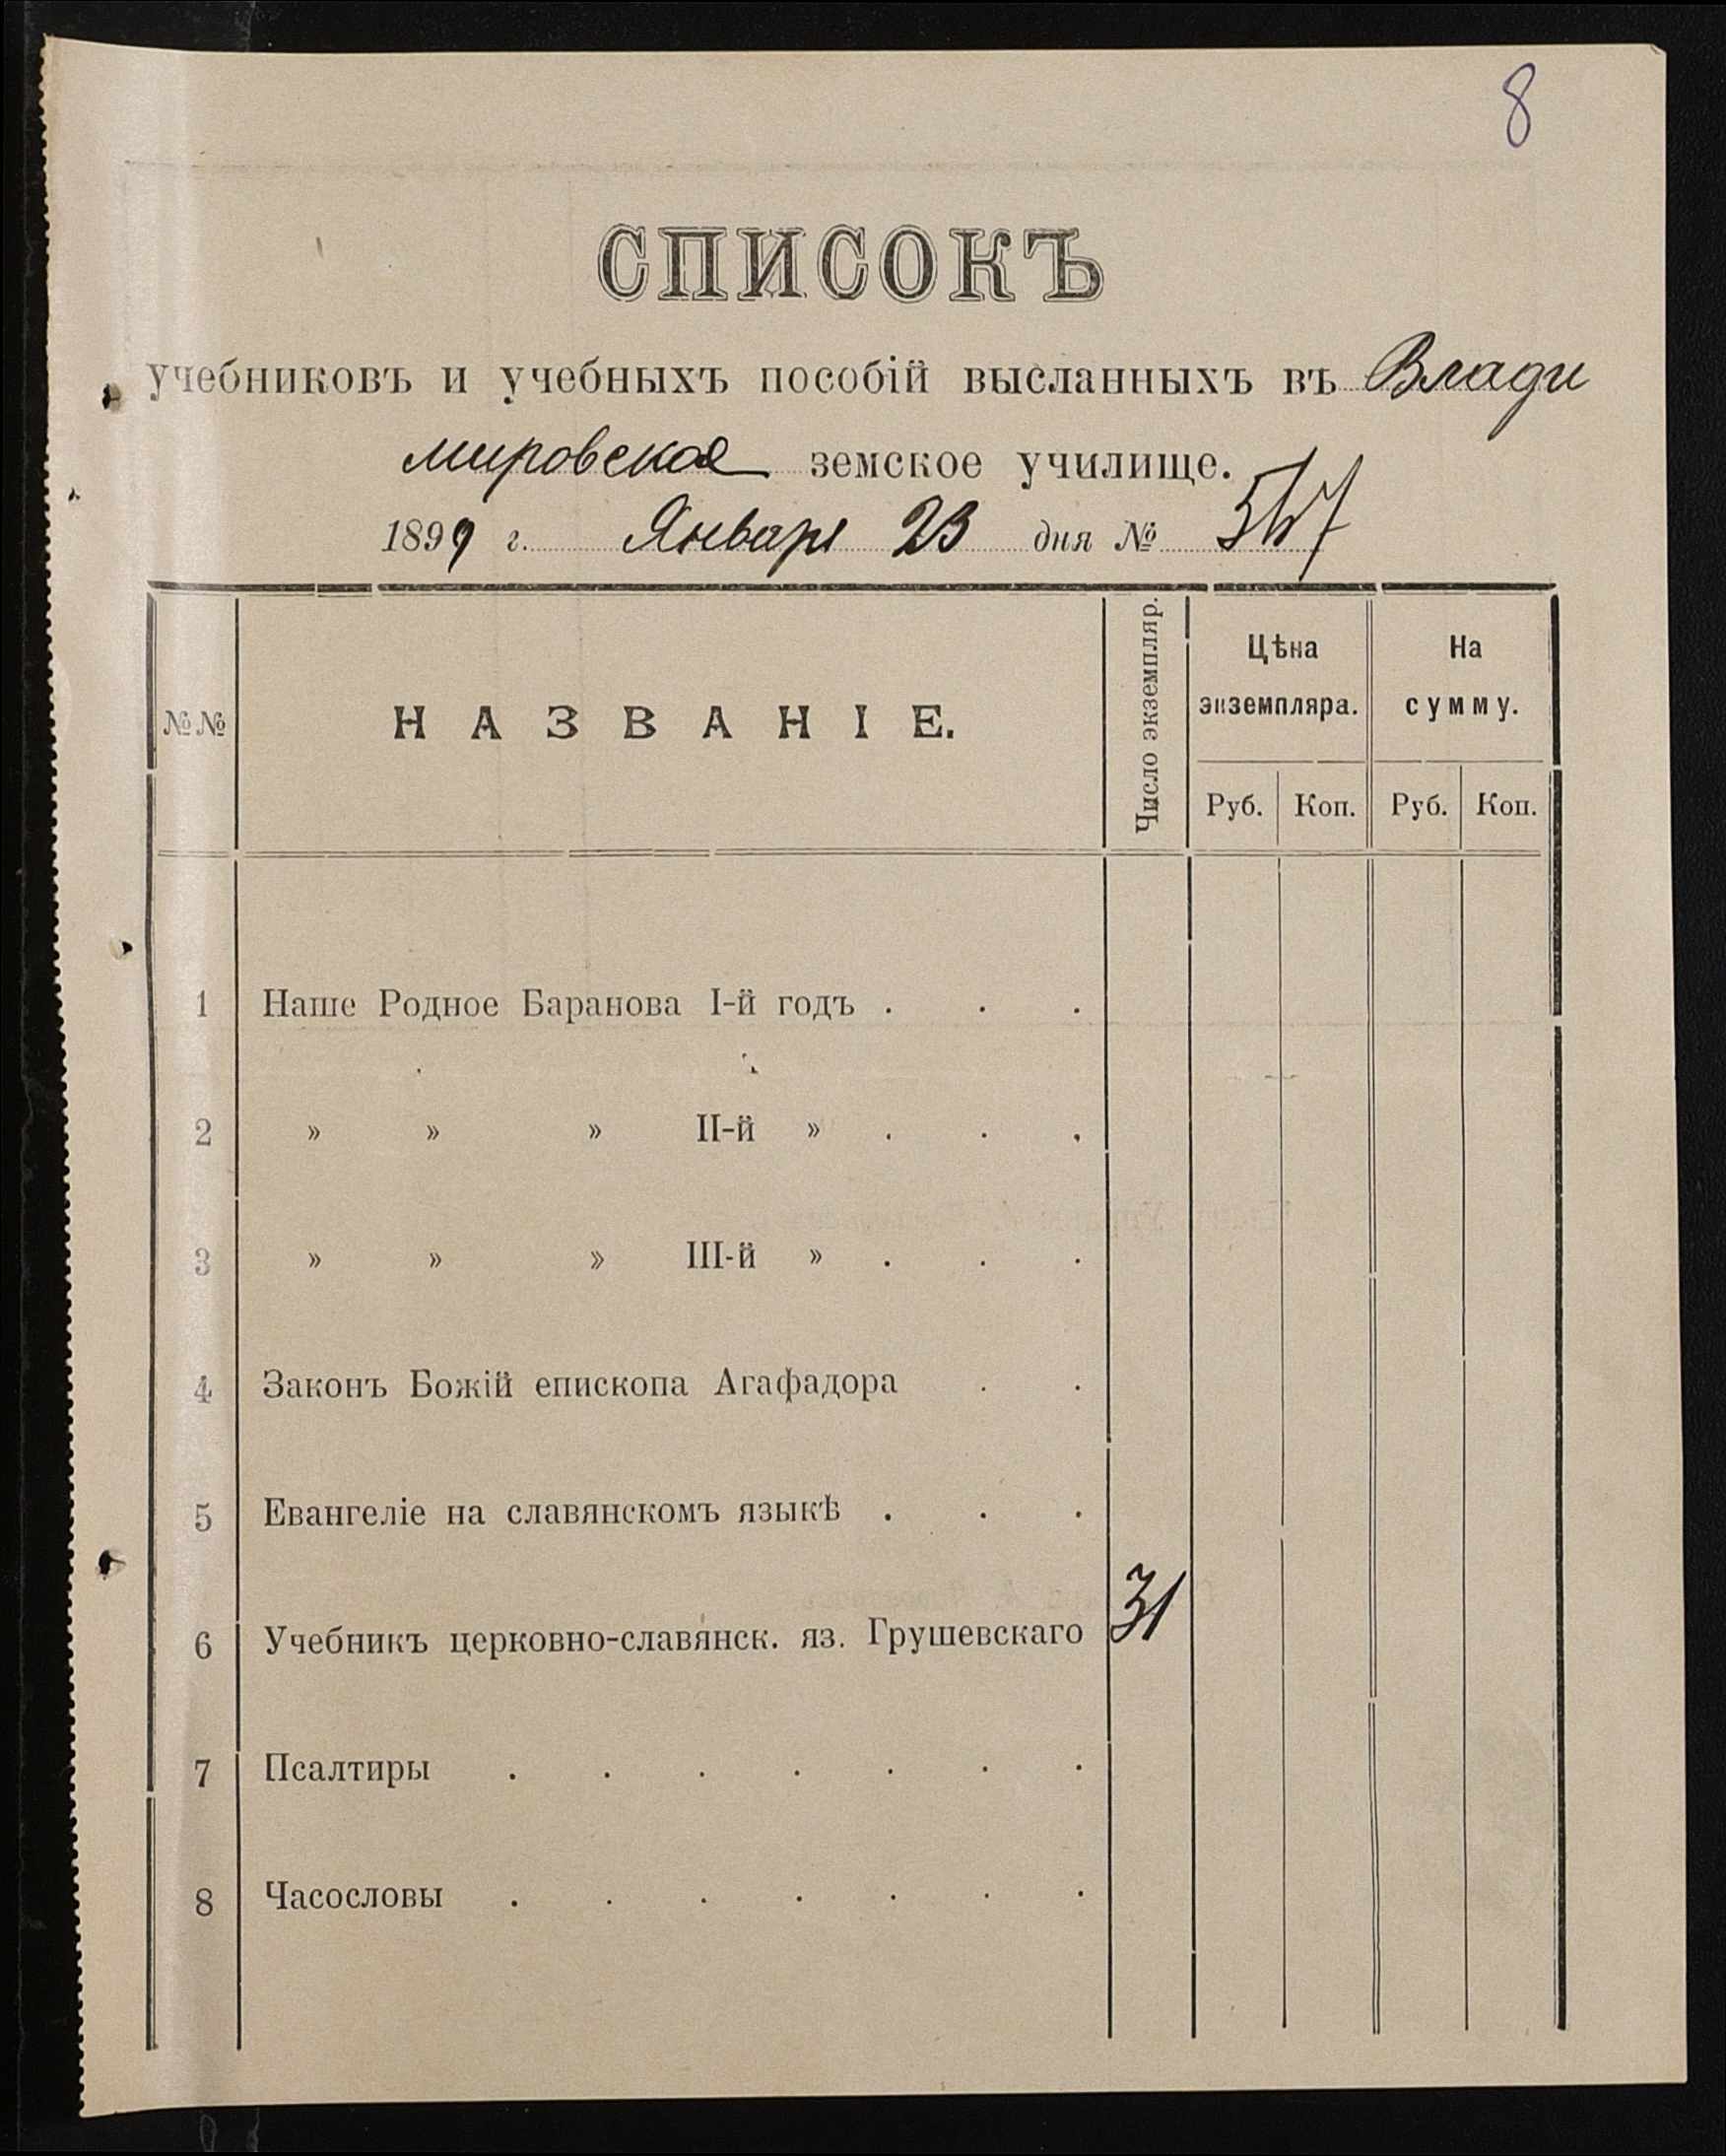 8
СПИСОКЪ
учебниковъ и учебныхъ пособій высланныхъ въ Влади
мировское земское училище.
1899 г. Января 23 дня №
№№ НАЗВАНІЕ. Число экземпляр. Цѣна экземпляра. На сумму.
Руб. Коп. Руб. Коп.
1 Наше Родное Баранова I-й годъ . . .
2 » » » II-й » . . .
3 » » » III-й » . . .
4 Законъ Божій епископа Агафадора . .
5 Евангеліе на славянскомъ языкѣ . . .
6 Учебникъ церковно-славянск. яз. Грушевскаго 31
7 Псалтиры . . . . . . .
8 Часословы . . . . . . .